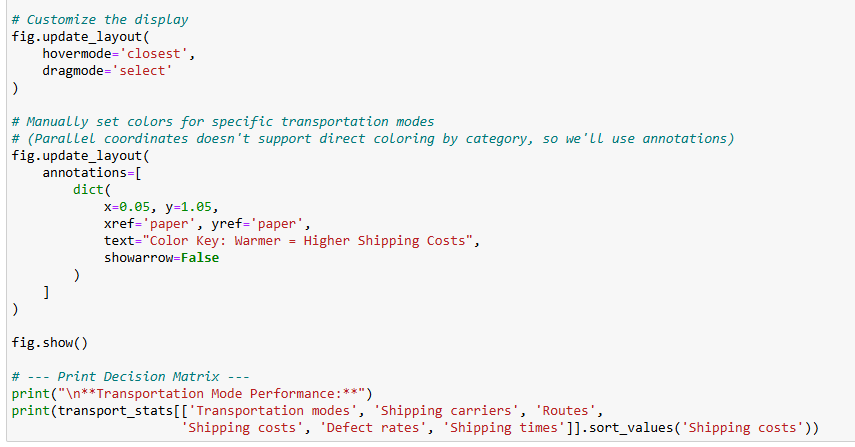 # Customize the display
fig.update_layout(
    hovermode='closest',
    dragmode='select'
)
# Manually set colors for specific transportation modes
# (Parallel coordinates doesn't support direct coloring by category, so we'll use annotations)
fig.update_layout(
    annotations=[
        dict(
            x=0.05, y=1.05,
            xref='paper', yref='paper',
            text="Color Key: Warmer = Higher Shipping Costs",
            showarrow=False
        )
    ]
)
fig.show()
# --- Print Decision Matrix ---
print("\n**Transportation Mode Performance:**")
print(transport_stats[['Transportation modes', 'Shipping carriers', 'Routes',
                      'Shipping costs', 'Defect rates', 'Shipping times']].sort_values('Shipping costs'))